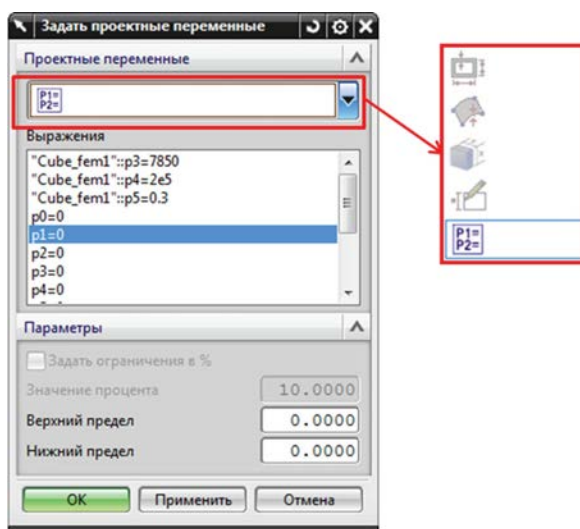 Задать проектные переменные
Проектные переменные
P1=
P2=
Выражения
"Cube_fem1"::p3=7850
"Cube_fem1"::p4=2e5
"Cube_fem1"::p5=0.3
p0=0
p1=0
p2=0
p3=0
p4=0
Параметры
Задать ограничения в %
Значение процента 10.0000
Верхний предел 0.0000
Нижний предел 0.0000
OK Применить Отмена
P1=
P2=